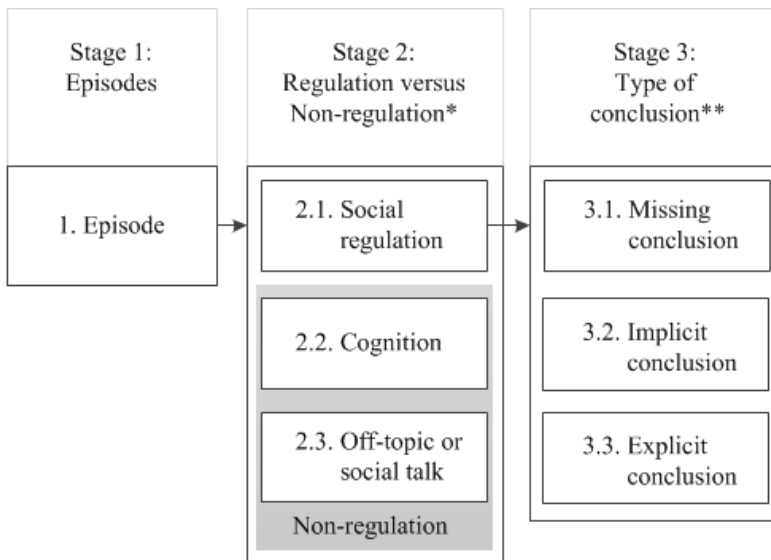 Stage 1:
Episodes
Stage 2:
Regulation versus
Non-regulation*
Stage 3:
Type of
conclusion**
1. Episode
2.1. Social
regulation
2.2. Cognition
2.3. Off-topic or
social talk
Non-regulation
3.1. Missing
conclusion
3.2. Implicit
conclusion
3.3. Explicit
conclusion